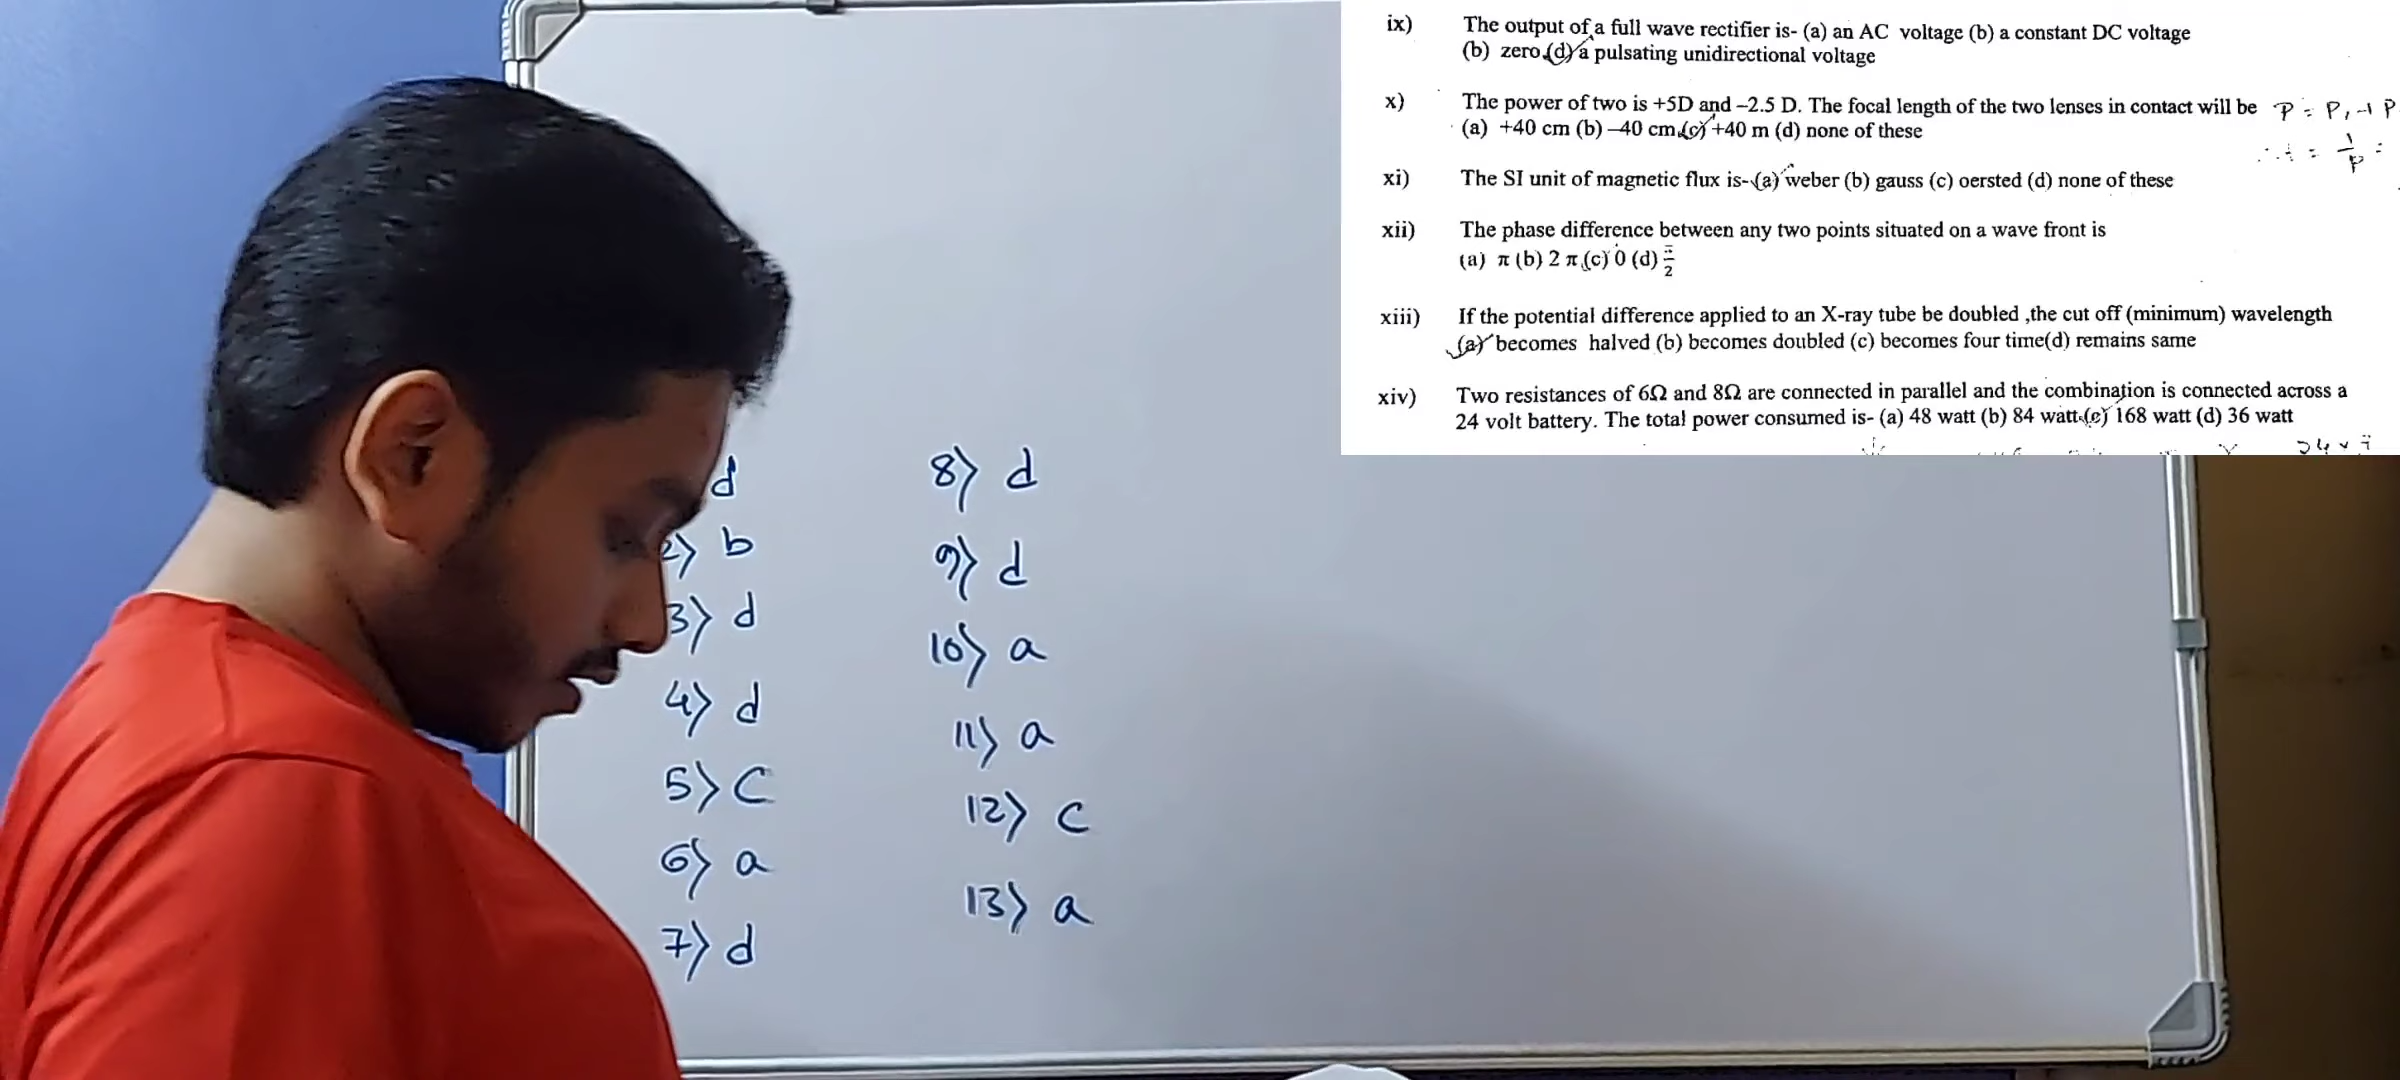 ix) The output of a full wave rectifier is- (a) an AC voltage (b) a constant DC voltage
(b) zero (d) a pulsating unidirectional voltage
x) The power of two is +5D and –2.5 D. The focal length of the two lenses in contact will be P = P1 + P
(a) +40 cm (b) –40 cm (c) +40 m (d) none of these
xi) The SI unit of magnetic flux is- (a) weber (b) gauss (c) oersted (d) none of these
xii) The phase difference between any two points situated on a wave front is
(a) π (b) 2 π (c) 0 (d) π/2
xiii) If the potential difference applied to an X-ray tube be doubled ,the cut off (minimum) wavelength
(a) becomes halved (b) becomes doubled (c) becomes four time(d) remains same
xiv) Two resistances of 6Ω and 8Ω are connected in parallel and the combination is connected across a
24 volt battery. The total power consumed is- (a) 48 watt (b) 84 watt (c) 168 watt (d) 36 watt
d
2) b
3) d
4) d
5) C
6) a
7) d
8) d
9) d
10) a
11) a
12) c
13) a